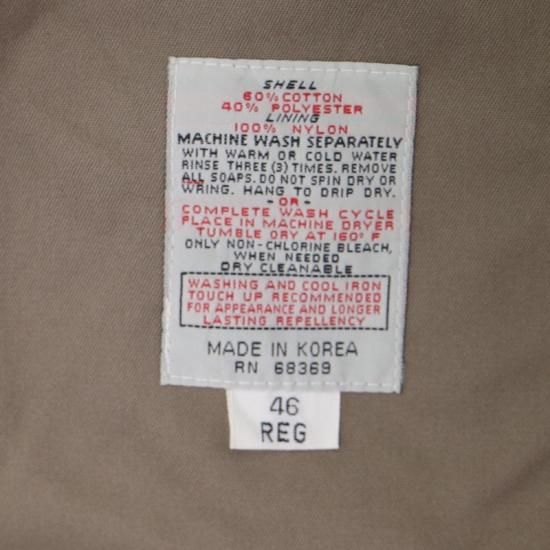 SHELL
60% COTTON
40% POLYESTER
LINING
100% NYLON
MACHINE WASH SEPARATELY
WITH WARM OR COLD WATER
RINSE THREE (3) TIMES. REMOVE
ALL SOAPS. DO NOT SPIN DRY OR
WRING. HANG TO DRIP DRY.
-OR-
COMPLETE WASH CYCLE
PLACE IN MACHINE DRYER
TUMBLE DRY AT 160° F
ONLY NON-CHLORINE BLEACH,
WHEN NEEDED
DRY CLEANABLE
WASHING AND COOL IRON
TOUCH UP RECOMMENDED
FOR APPEARANCE AND LONGER
LASTING REPELLENCY
MADE IN KOREA
RN 68369
46
REG